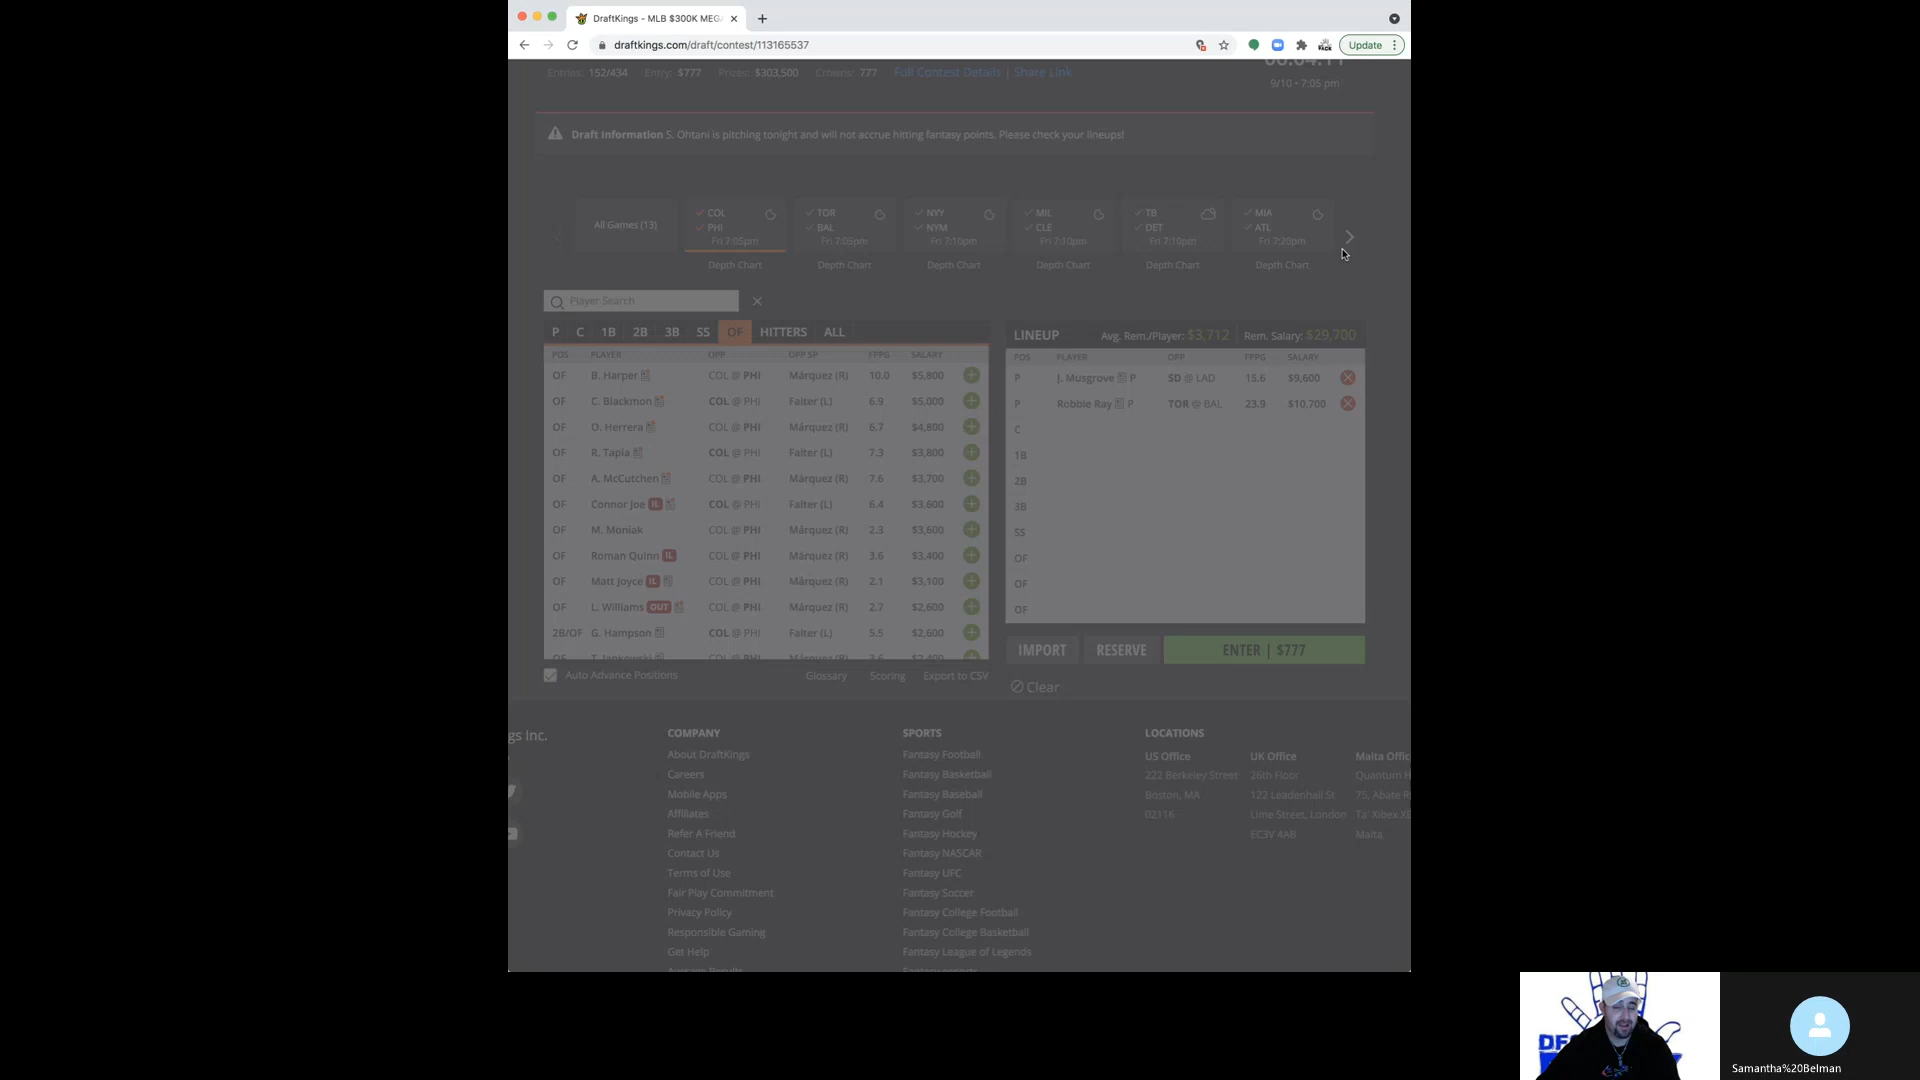 DraftKings - MLB $300K MEG
draftkings.com/draft/contest/113165537
Update
Entries: 152/434 Entry: $777 Prizes: $303,500 Crowns: 777 Full Contest Details | Share Link
9/10 • 7:05 pm
Draft Information S. Ohtani is pitching tonight and will not accrue hitting fantasy points. Please check your lineups!
All Games (13)
COL
PHI
Fri 7:05pm
Depth Chart
TOR
BAL
Fri 7:05pm
Depth Chart
NYY
NYM
Fri 7:10pm
Depth Chart
MIL
CLE
Fri 7:10pm
Depth Chart
TB
DET
Fri 7:10pm
Depth Chart
MIA
ATL
Fri 7:20pm
Depth Chart
Player Search
P C 1B 2B 3B SS OF HITTERS ALL
POS PLAYER OPP OPP SP FPPG SALARY
OF B. Harper COL @ PHI Márquez (R) 10.0 $5,800
OF C. Blackmon COL @ PHI Falter (L) 6.9 $5,000
OF O. Herrera COL @ PHI Márquez (R) 6.7 $4,800
OF R. Tapia COL @ PHI Falter (L) 7.3 $3,800
OF A. McCutchen COL @ PHI Márquez (R) 7.6 $3,700
OF Connor Joe IL COL @ PHI Falter (L) 6.4 $3,600
OF M. Moniak COL @ PHI Márquez (R) 2.3 $3,600
OF Roman Quinn IL COL @ PHI Márquez (R) 3.6 $3,400
OF Matt Joyce IL COL @ PHI Márquez (R) 2.1 $3,100
OF L. Williams OUT COL @ PHI Márquez (R) 2.7 $2,600
2B/OF G. Hampson COL @ PHI Falter (L) 5.5 $2,600
OF T. Jankowski COL @ PHI Márquez (R)
Auto Advance Positions
Glossary Scoring Export to CSV
LINEUP Avg. Rem./Player: $3,712 Rem. Salary: $29,700
POS PLAYER OPP FPPG SALARY
P J. Musgrove P SD @ LAD 15.6 $9,600
P Robbie Ray P TOR @ BAL 23.9 $10,700
C
1B
2B
3B
SS
OF
OF
OF
IMPORT RESERVE ENTER | $777
Clear
gs Inc.
COMPANY
About DraftKings
Careers
Mobile Apps
Affiliates
Refer A Friend
Contact Us
Terms of Use
Fair Play Commitment
Privacy Policy
Responsible Gaming
Get Help
SPORTS
Fantasy Football
Fantasy Basketball
Fantasy Baseball
Fantasy Golf
Fantasy Hockey
Fantasy NASCAR
Fantasy UFC
Fantasy Soccer
Fantasy College Football
Fantasy College Basketball
Fantasy League of Legends
LOCATIONS
US Office
222 Berkeley Street
Boston, MA
02116
UK Office
26th Floor
122 Leadenhall St
Lime Street, London
EC3V 4AB
Malta Offic
Quantum H
75, Abate R
Ta' Xibex XB
Malta
Samantha%20Belman